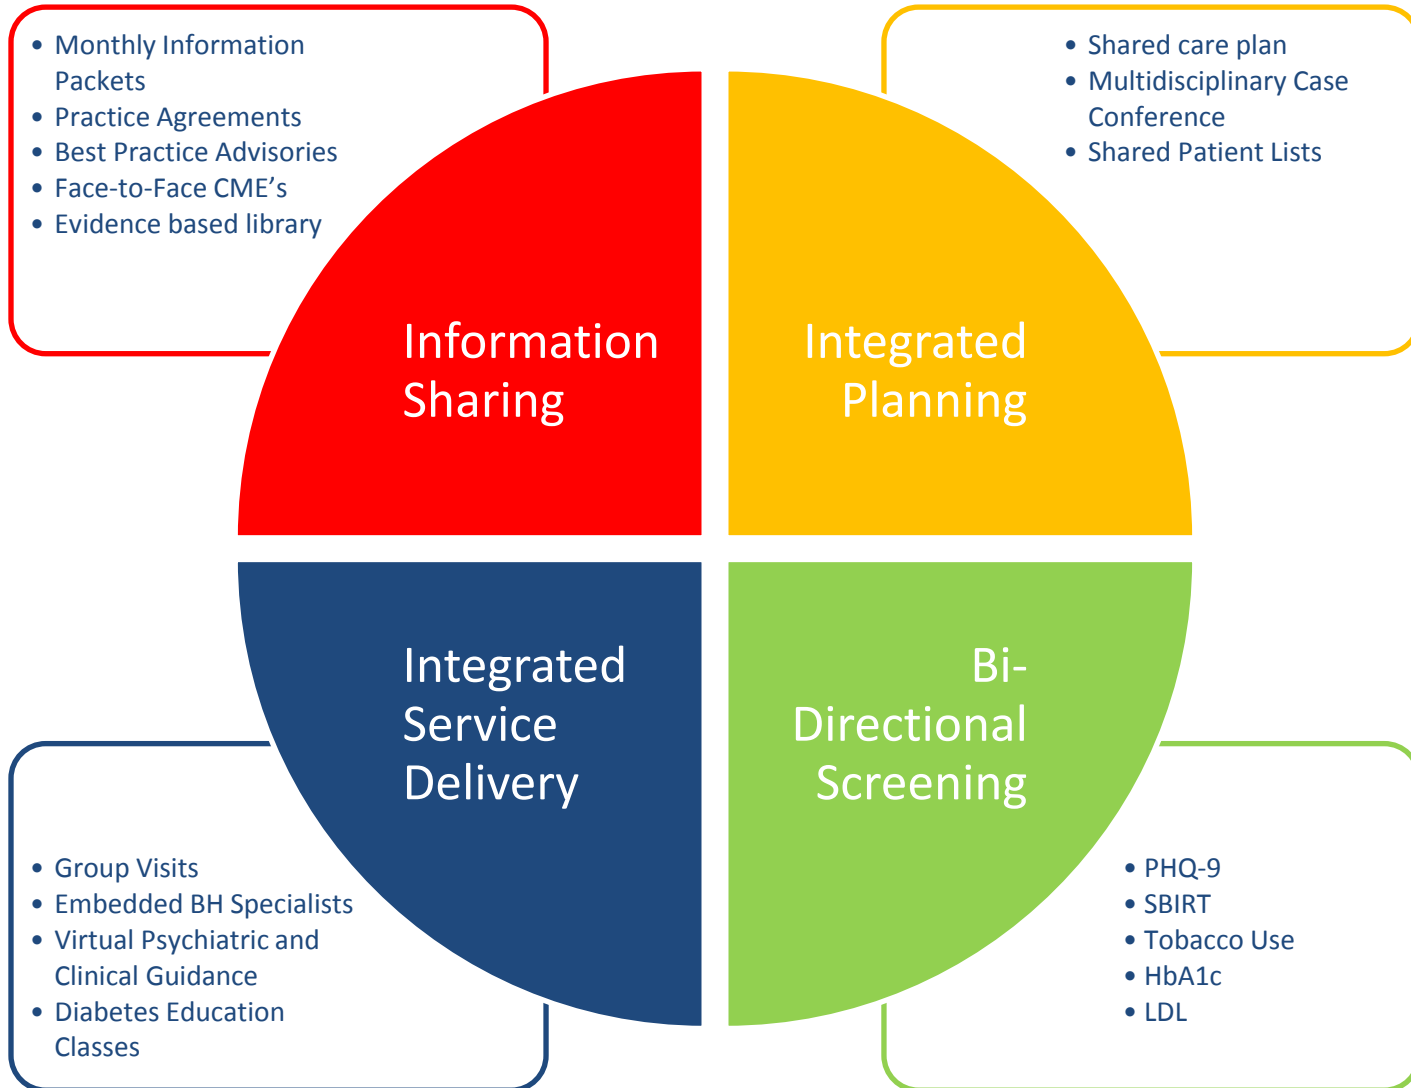 • Monthly Information
Packets
• Practice Agreements
• Best Practice Advisories
• Face-to-Face CME’s
• Evidence based library
• Shared care plan
• Multidisciplinary Case
Conference
• Shared Patient Lists
Information
Sharing
Integrated
Planning
Integrated
Service
Delivery
Bi-
Directional
Screening
• Group Visits
• Embedded BH Specialists
• Virtual Psychiatric and
Clinical Guidance
• Diabetes Education
Classes
• PHQ-9
• SBIRT
• Tobacco Use
• HbA1c
• LDL